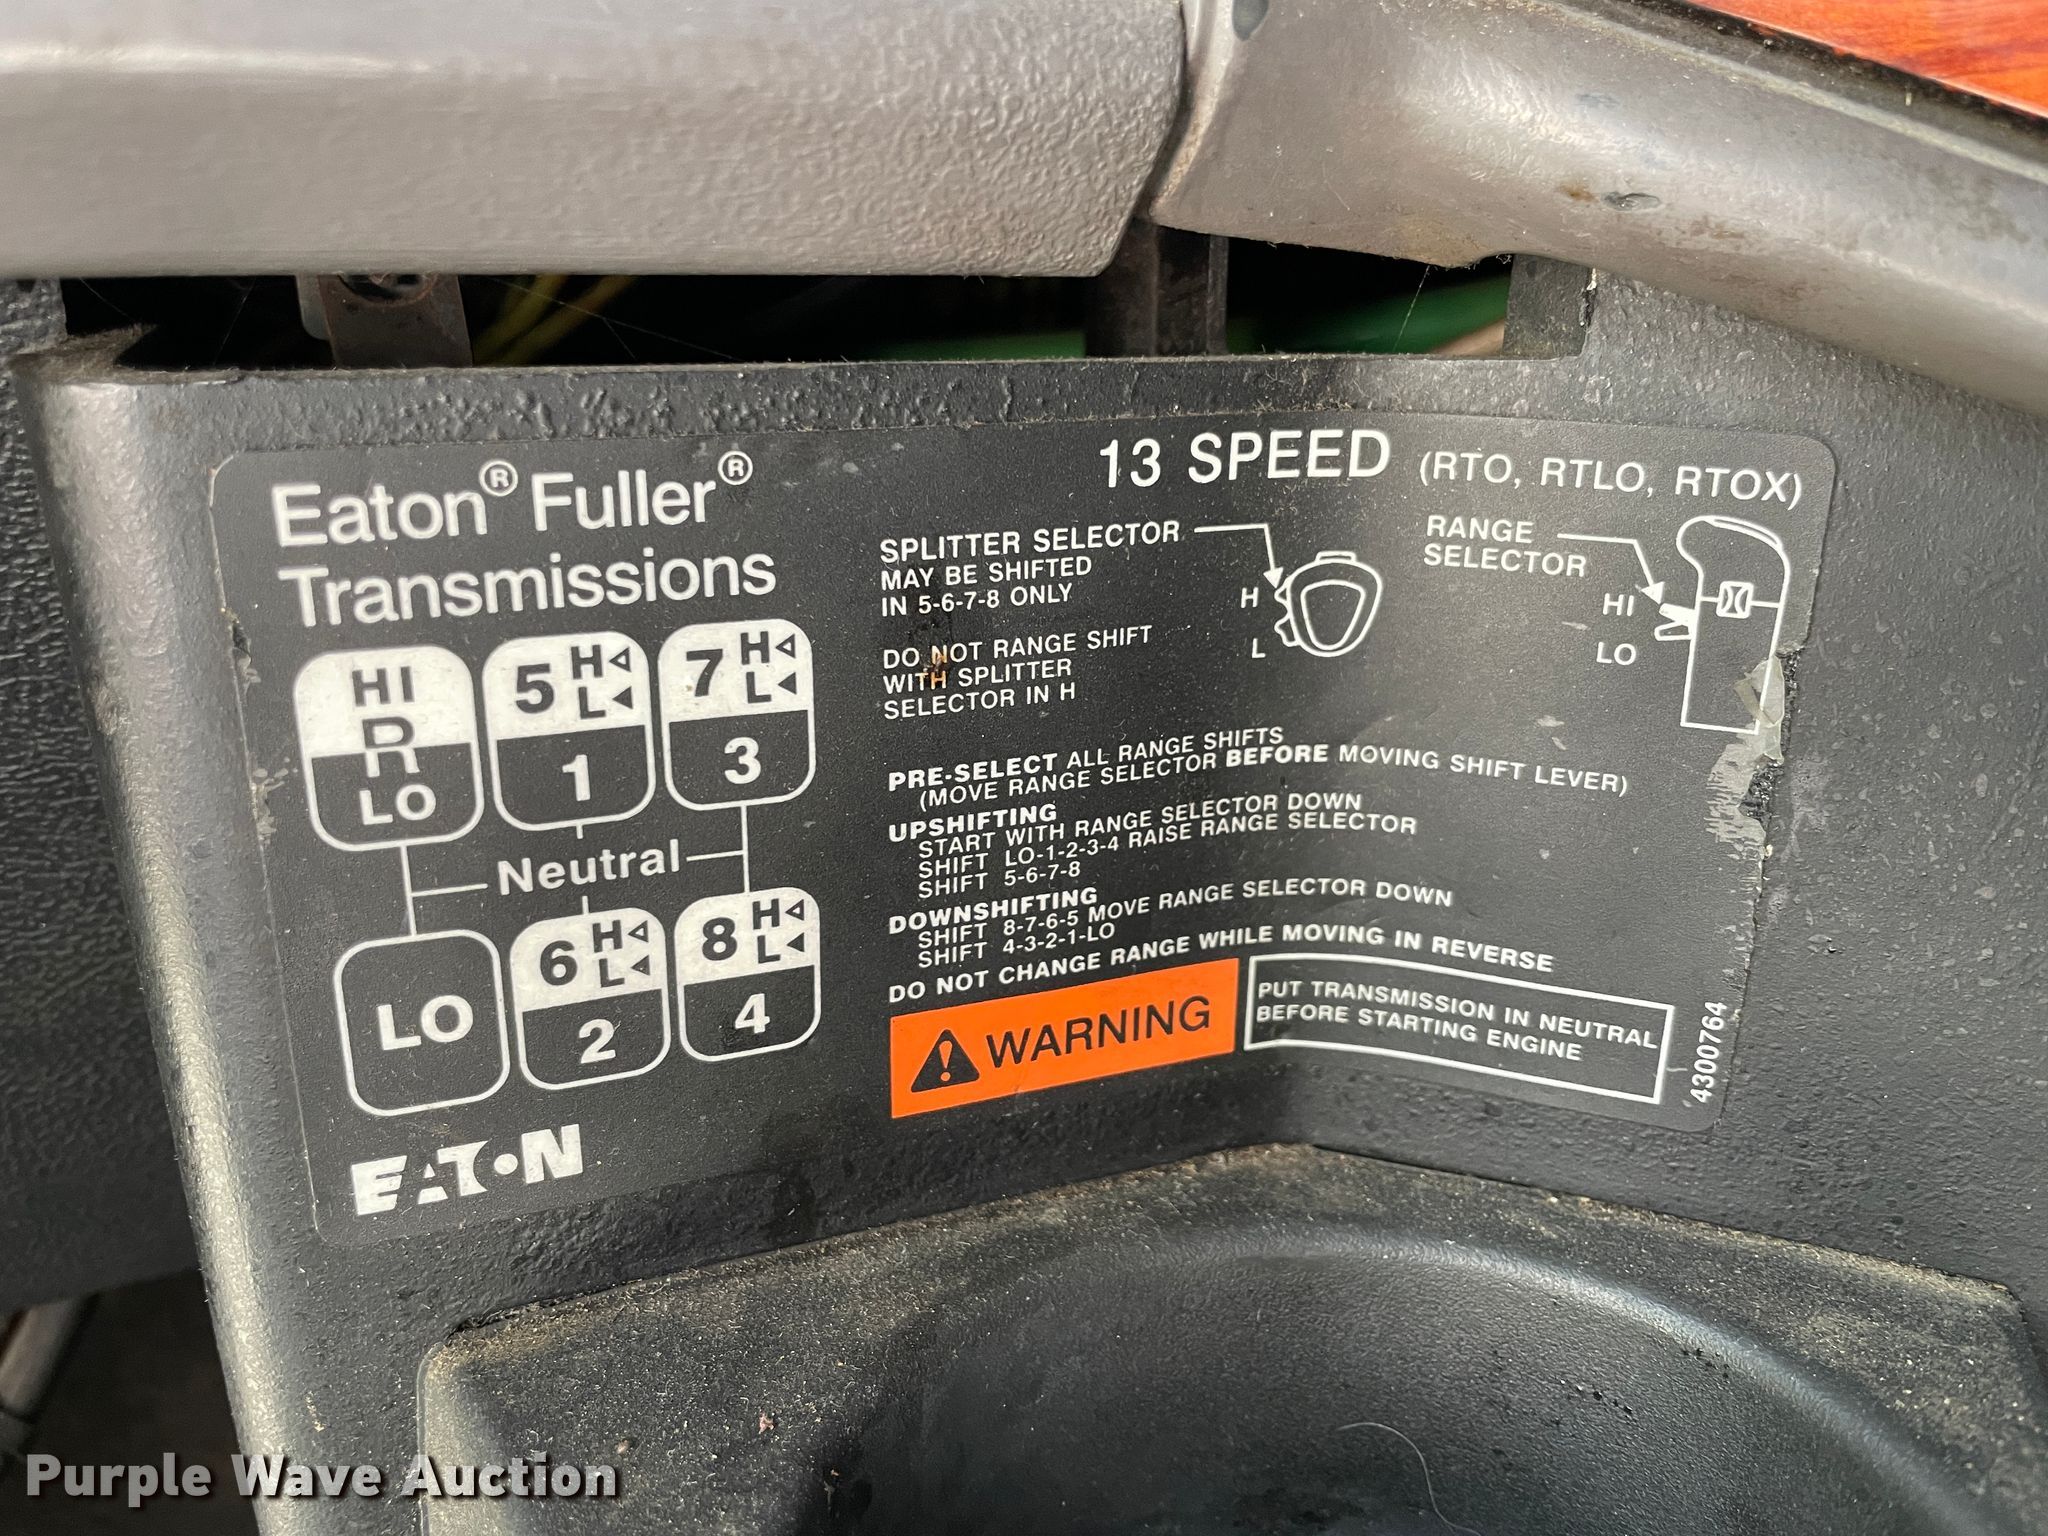 Eaton® Fuller®
Transmissions
13 SPEED (RTO, RTLO, RTOX)
HI
R
LO
5 H
L
1
7 H
L
3
Neutral
LO
6 H
L
2
8 H
L
4
EATON
SPLITTER SELECTOR
MAY BE SHIFTED
IN 5-6-7-8 ONLY
H
L
DO NOT RANGE SHIFT
WITH SPLITTER
SELECTOR IN H
RANGE
SELECTOR
HI
LO
PRE-SELECT ALL RANGE SHIFTS
(MOVE RANGE SELECTOR BEFORE MOVING SHIFT LEVER)
UPSHIFTING
START WITH RANGE SELECTOR DOWN
SHIFT LO-1-2-3-4 RAISE RANGE SELECTOR
SHIFT 5-6-7-8
DOWNSHIFTING
SHIFT 8-7-6-5 MOVE RANGE SELECTOR DOWN
SHIFT 4-3-2-1-LO
DO NOT CHANGE RANGE WHILE MOVING IN REVERSE
WARNING
PUT TRANSMISSION IN NEUTRAL
BEFORE STARTING ENGINE
4300764
Purple Wave Auction